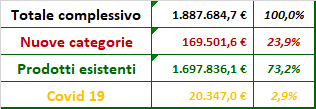 Totale complessivo 1.887.684,7 € 100,0%
Nuove categorie 169.501,6 € 23,9%
Prodotti esistenti 1.697.836,1 € 73,2%
Covid 19 20.347,0 € 2,9%